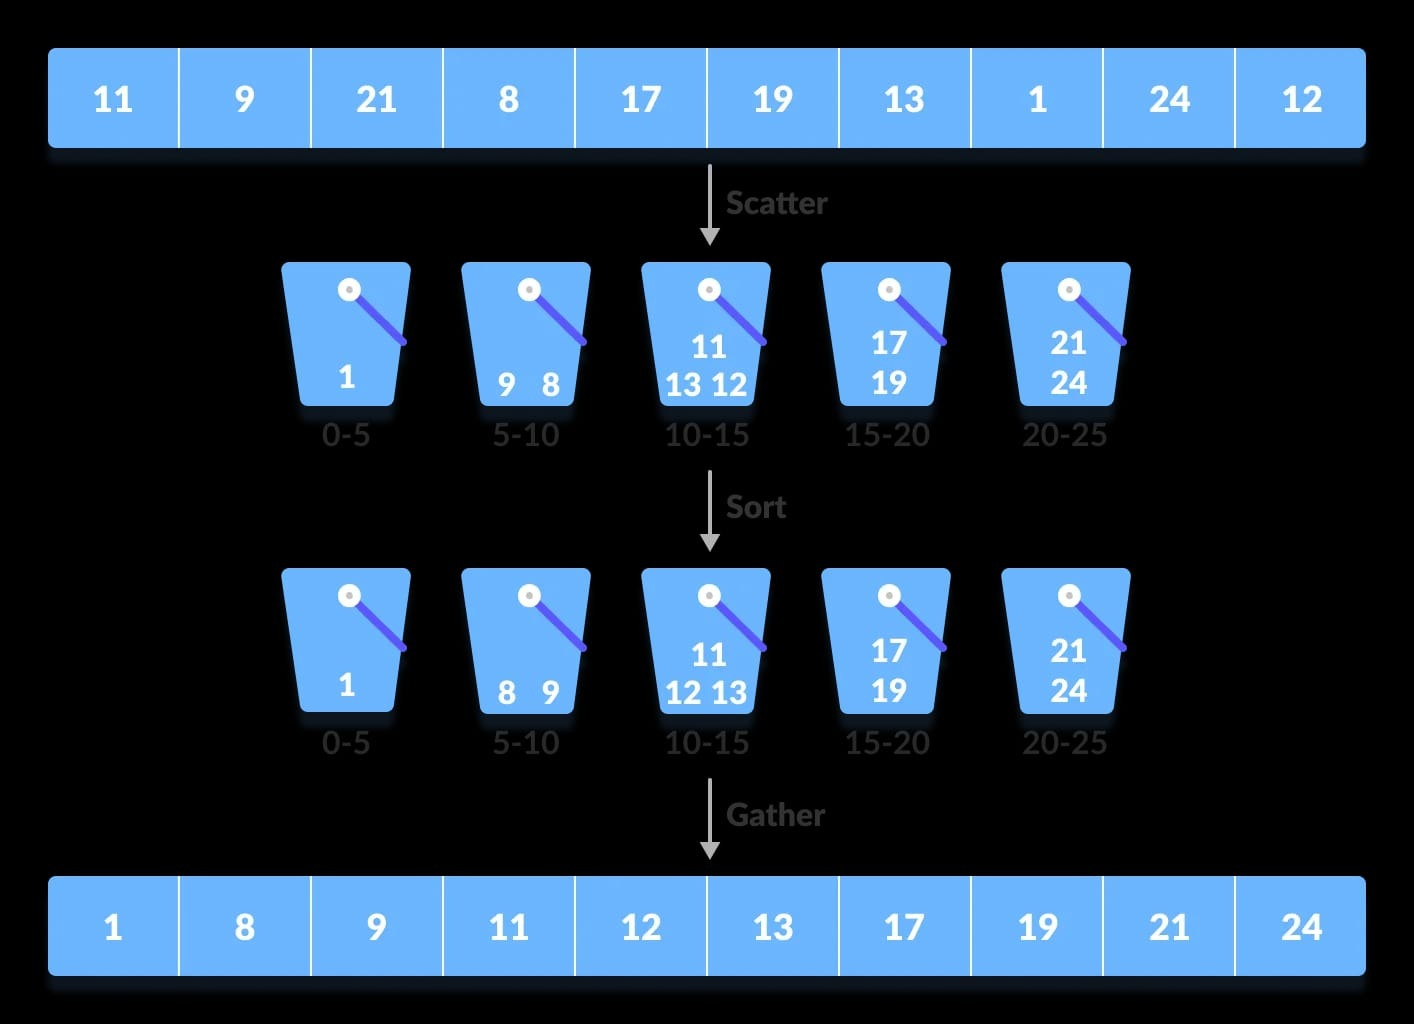 11 9 21 8 17 19 13 1 24 12
Scatter
11 17 21
1 9 8 13 12 19 24
0-5 5-10 10-15 15-20 20-25
Sort
11 17 21
1 8 9 12 13 19 24
0-5 5-10 10-15 15-20 20-25
Gather
1 8 9 11 12 13 17 19 21 24